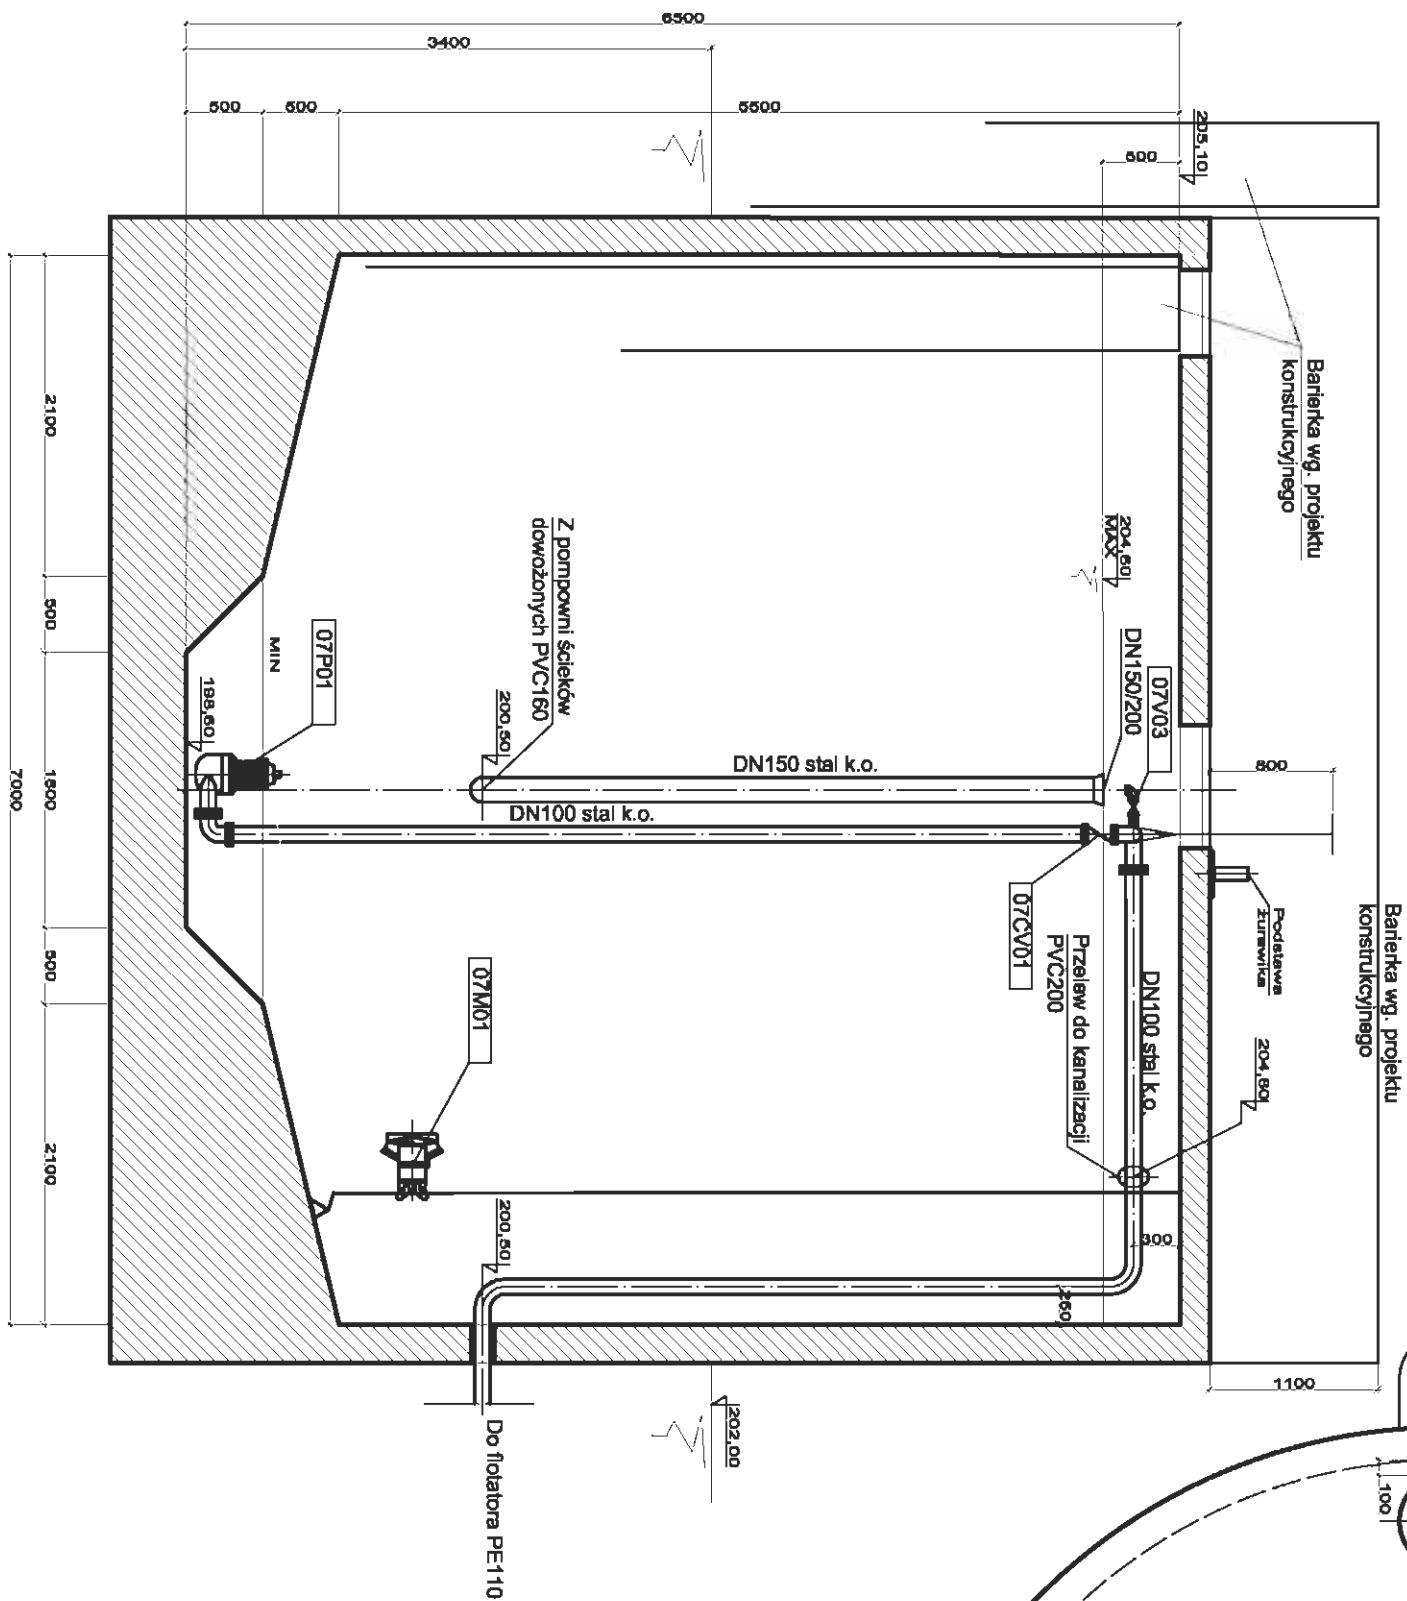 Barierka wg. projektu
konstrukcyjnego
Barierka wg. projektu
konstrukcyjnego
Podstawa
żurawika
205,10
204,60
MAX
DN150/200
07V03
07CV01
DN100 stal k.o.
Przelew do kanalizacji
PVC200
204,80
DN150 stal k.o.
DN100 stal k.o.
Z pompowni ścieków
dowożonych PVC160
200,50
07P01
MIN
198,60
07M01
200,50
202,00
Do flotatora PE110
6500
3400
500
500
5500
500
800
1100
300
250
100
2100
500
1800
500
2100
7000